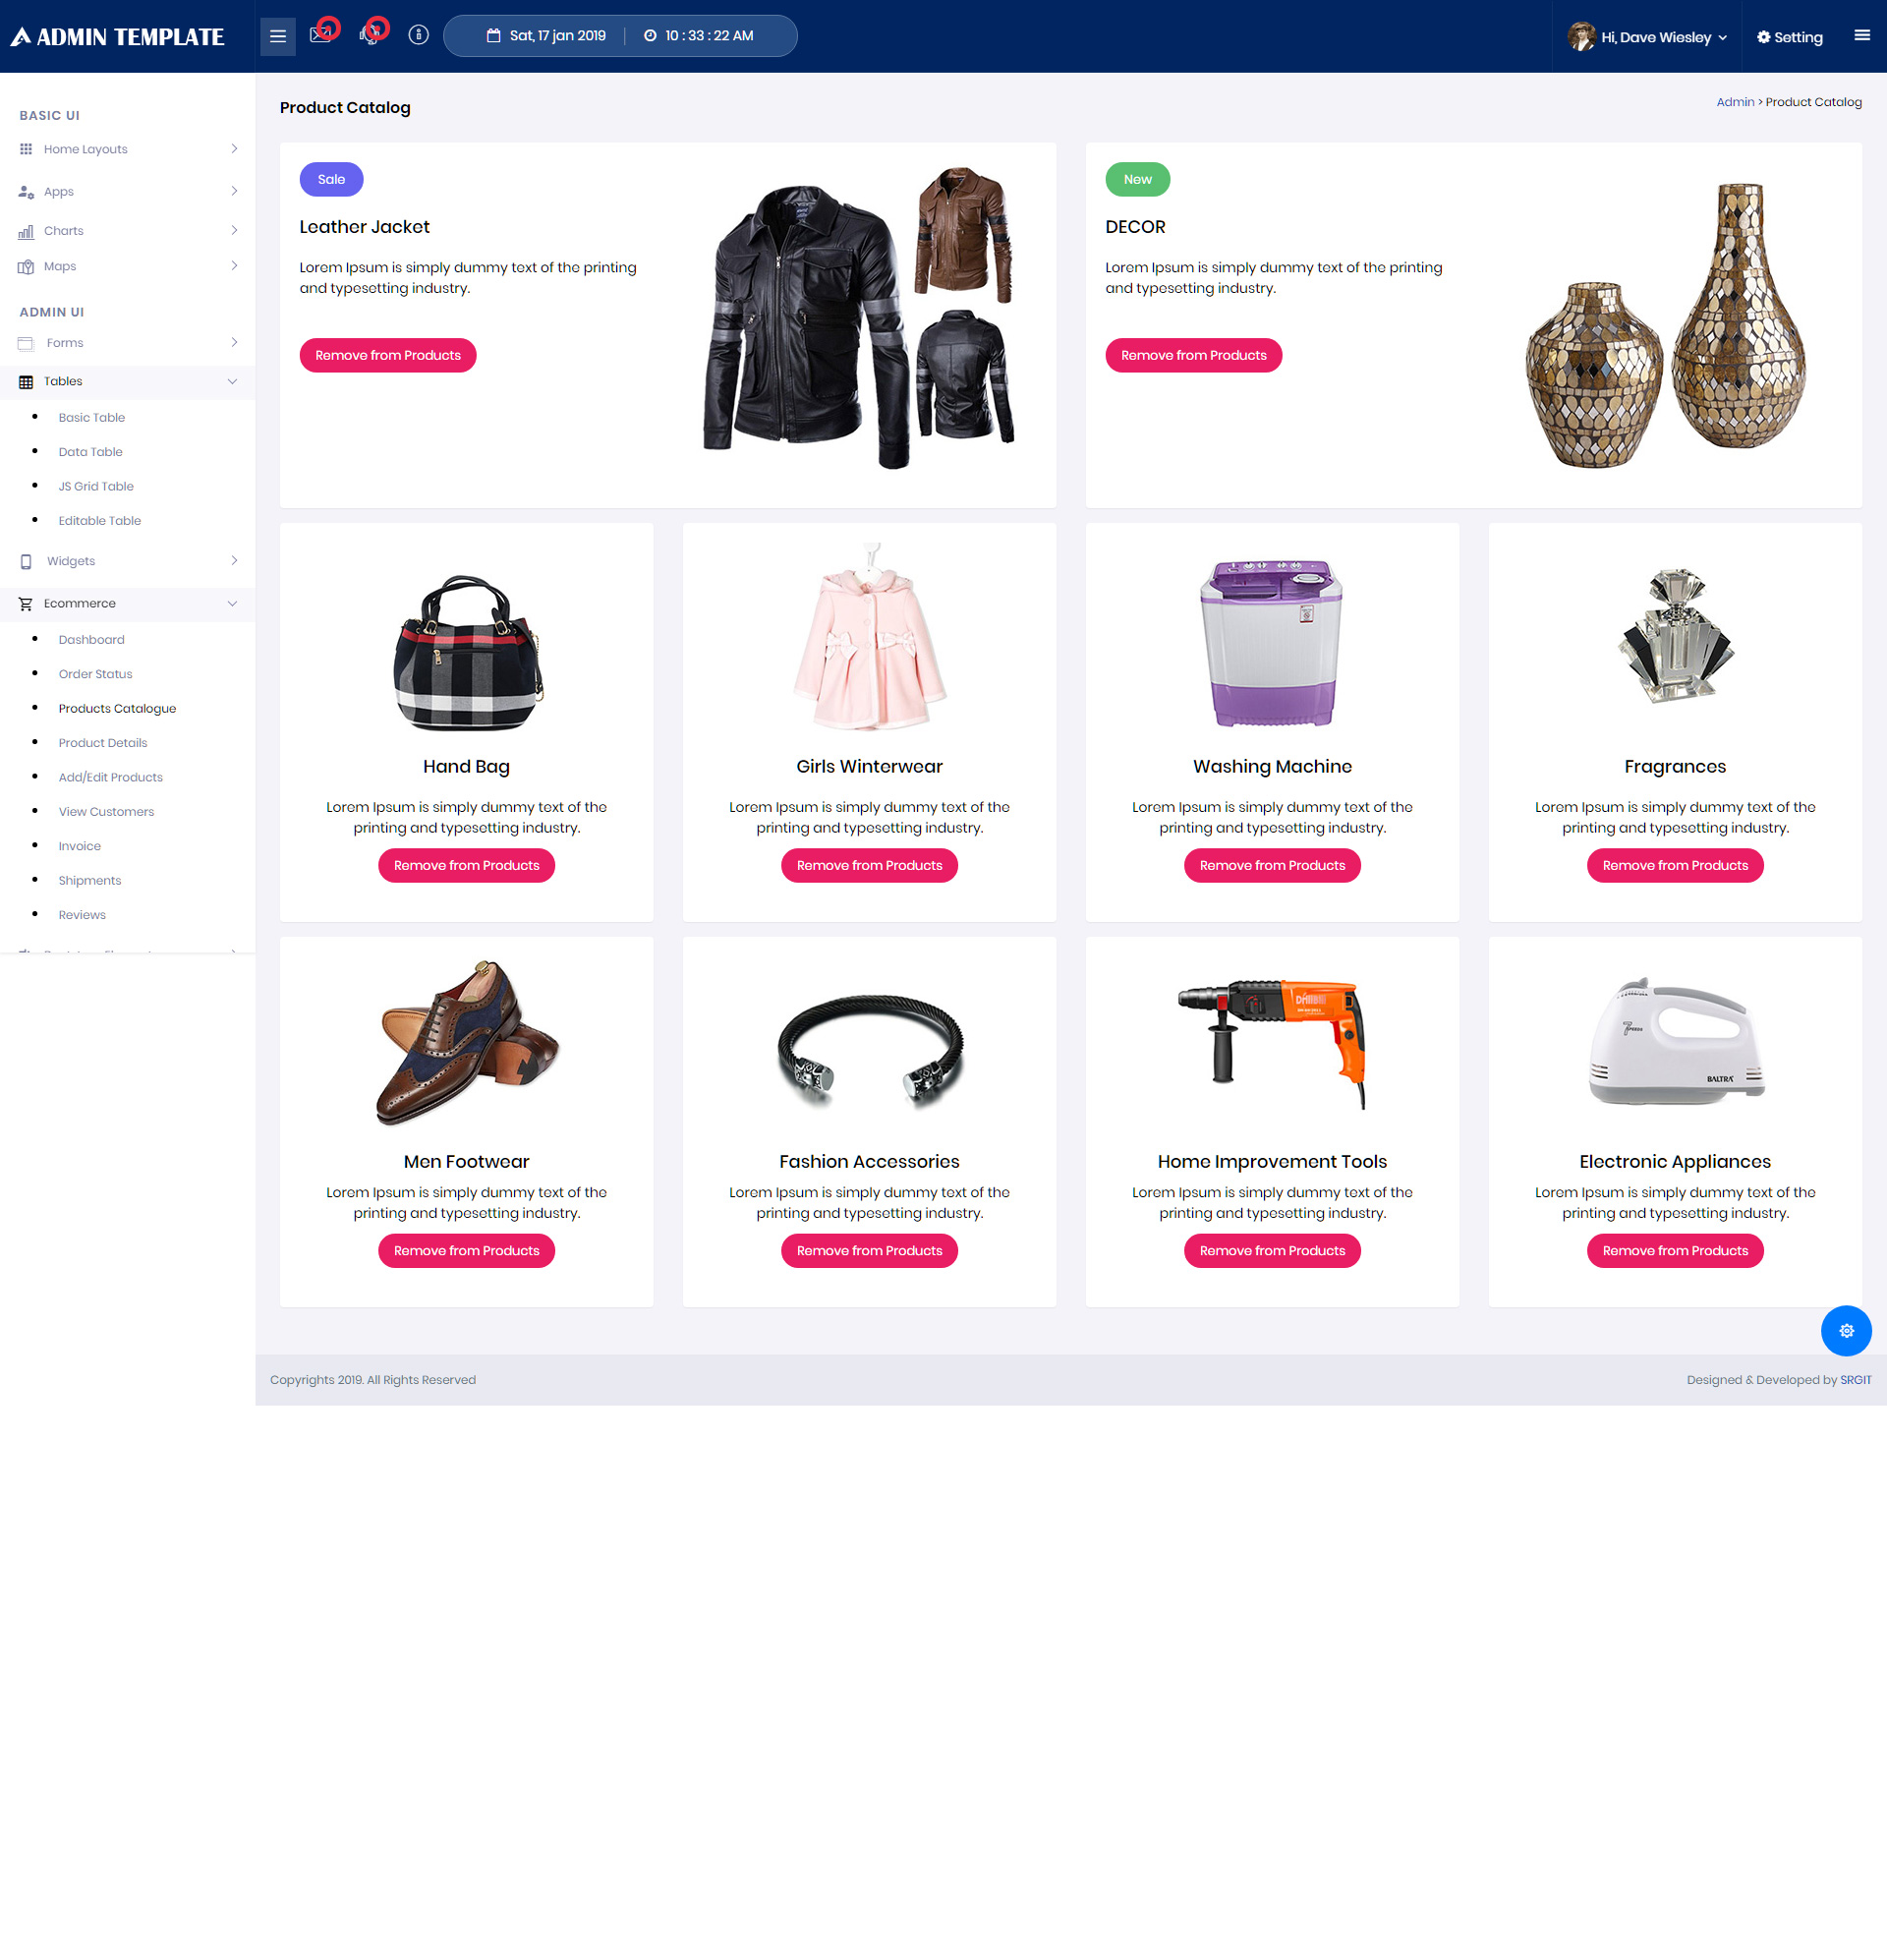 ADMIN TEMPLATE
Sat, 17 jan 2019
10 : 33 : 22 AM
Hi, Dave Wiesley
Setting
BASIC UI
Home Layouts
Apps
Charts
Maps
ADMIN UI
Forms
Tables
Basic Table
Data Table
JS Grid Table
Editable Table
Widgets
Ecommerce
Dashboard
Order Status
Products Catalogue
Product Details
Add/Edit Products
View Customers
Invoice
Shipments
Reviews
Product Catalog
Admin > Product Catalog
Sale
Leather Jacket
Lorem Ipsum is simply dummy text of the printing
and typesetting industry.
Remove from Products
New
DECOR
Lorem Ipsum is simply dummy text of the printing
and typesetting industry.
Remove from Products
Hand Bag
Lorem Ipsum is simply dummy text of the
printing and typesetting industry.
Remove from Products
Girls Winterwear
Lorem Ipsum is simply dummy text of the
printing and typesetting industry.
Remove from Products
Washing Machine
Lorem Ipsum is simply dummy text of the
printing and typesetting industry.
Remove from Products
Fragrances
Lorem Ipsum is simply dummy text of the
printing and typesetting industry.
Remove from Products
Men Footwear
Lorem Ipsum is simply dummy text of the
printing and typesetting industry.
Remove from Products
Fashion Accessories
Lorem Ipsum is simply dummy text of the
printing and typesetting industry.
Remove from Products
Home Improvement Tools
Lorem Ipsum is simply dummy text of the
printing and typesetting industry.
Remove from Products
BALTRA
Electronic Appliances
Lorem Ipsum is simply dummy text of the
printing and typesetting industry.
Remove from Products
Copyrights 2019. All Rights Reserved
Designed & Developed by SRGIT